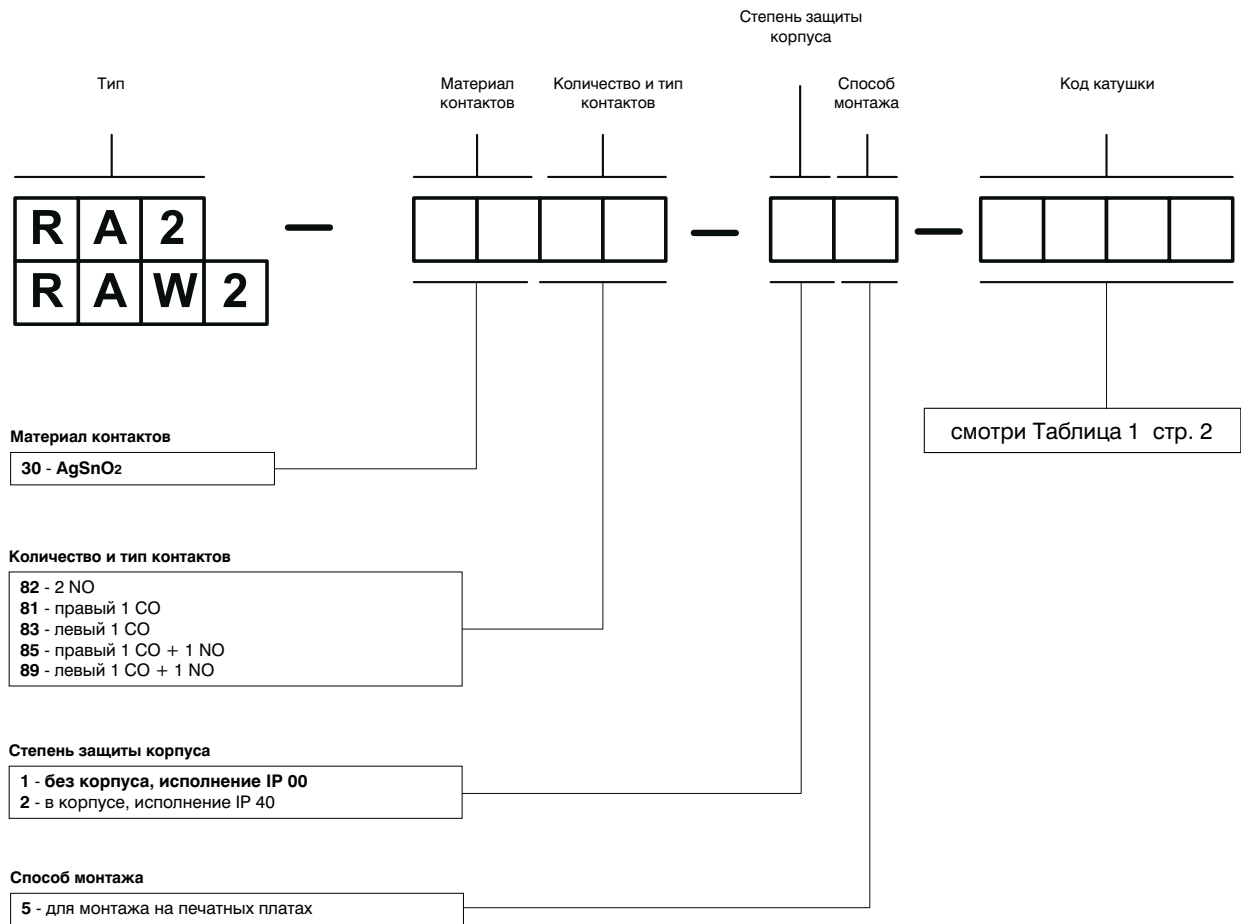 Степень защиты
корпуса
Тип
Материал
контактов
Количество и тип
контактов
Способ
монтажа
Код катушки
RA2
RAW2
Материал контактов
30 - AgSnO2
смотри Таблица 1 стр. 2
Количество и тип контактов
82 - 2 NO
81 - правый 1 CO
83 - левый 1 CO
85 - правый 1 CO + 1 NO
89 - левый 1 CO + 1 NO
Степень защиты корпуса
1 - без корпуса, исполнение IP 00
2 - в корпусе, исполнение IP 40
Способ монтажа
5 - для монтажа на печатных платах